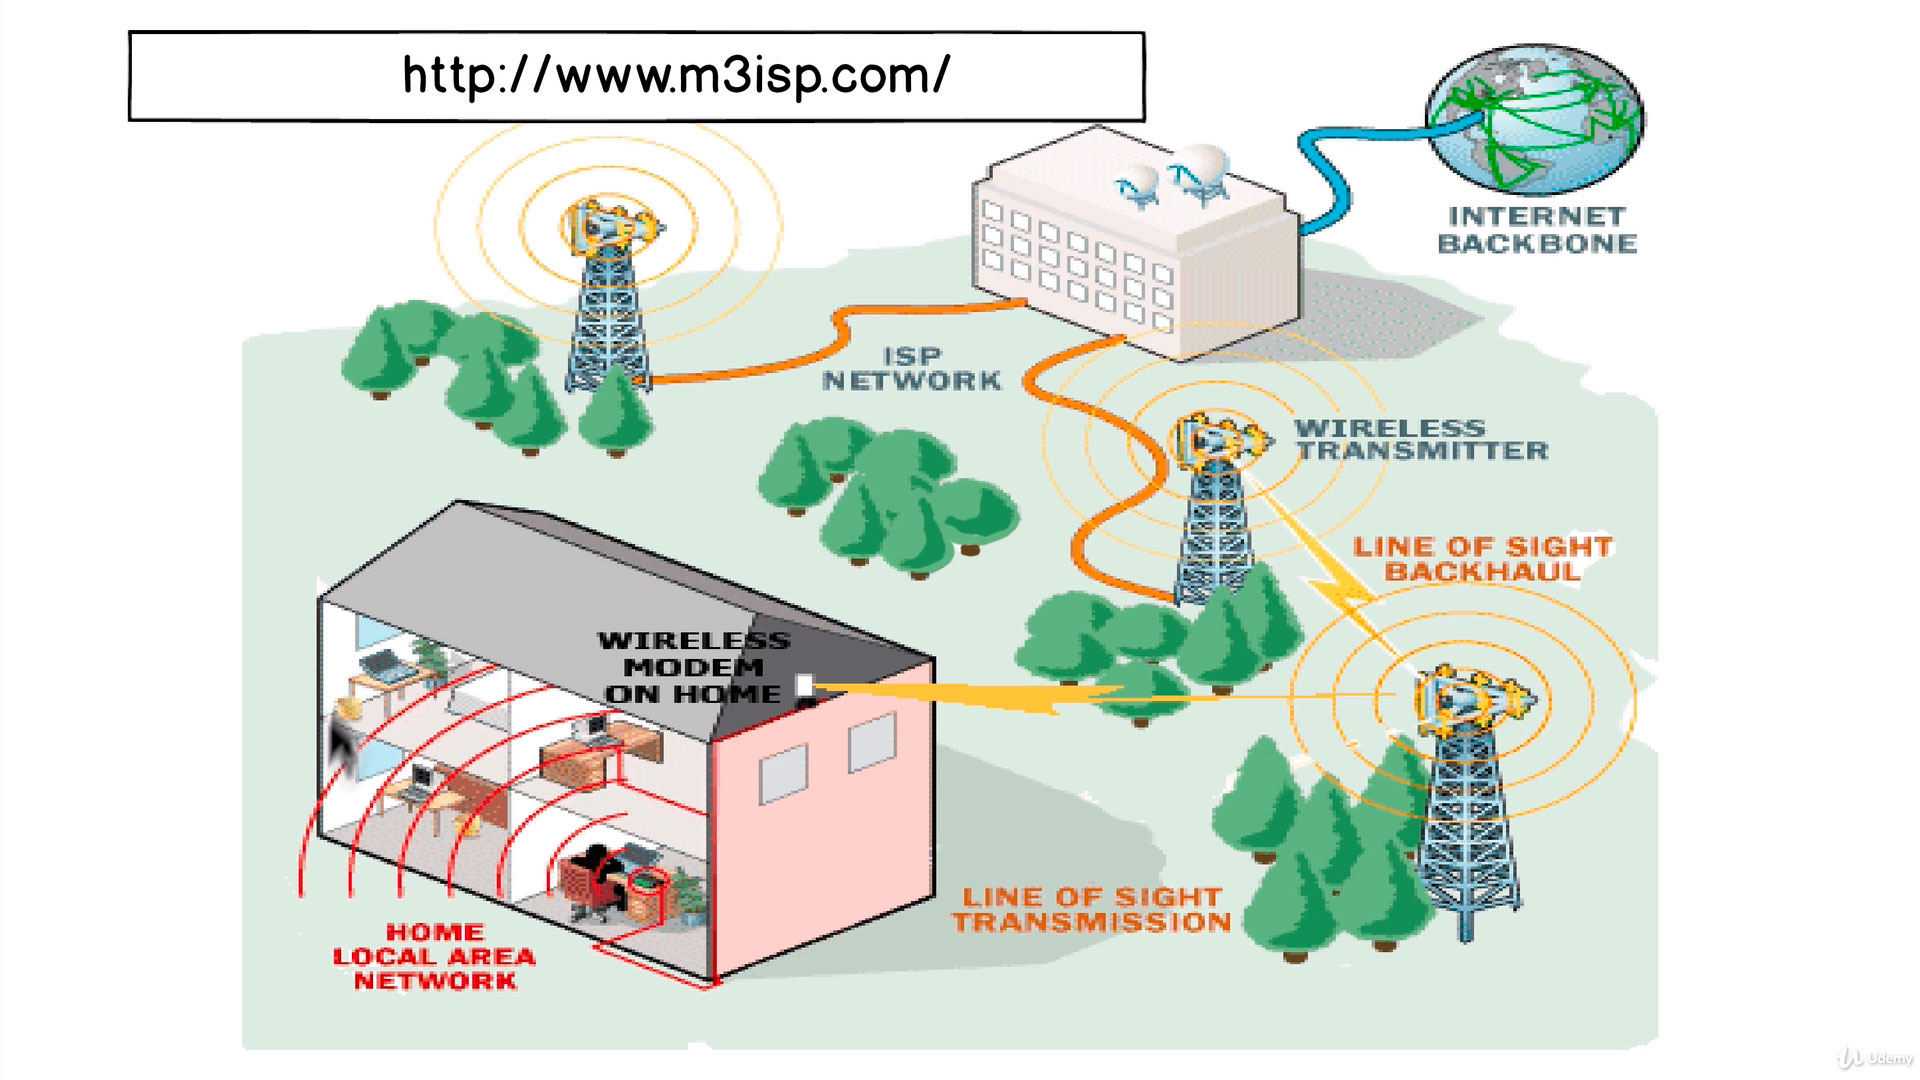 http://www.m3isp.com/
INTERNET
BACKBONE
ISP
NETWORK
WIRELESS
TRANSMITTER
LINE OF SIGHT
BACKHAUL
WIRELESS
MODEM
ON HOME
LINE OF SIGHT
TRANSMISSION
HOME
LOCAL AREA
NETWORK
Udemy